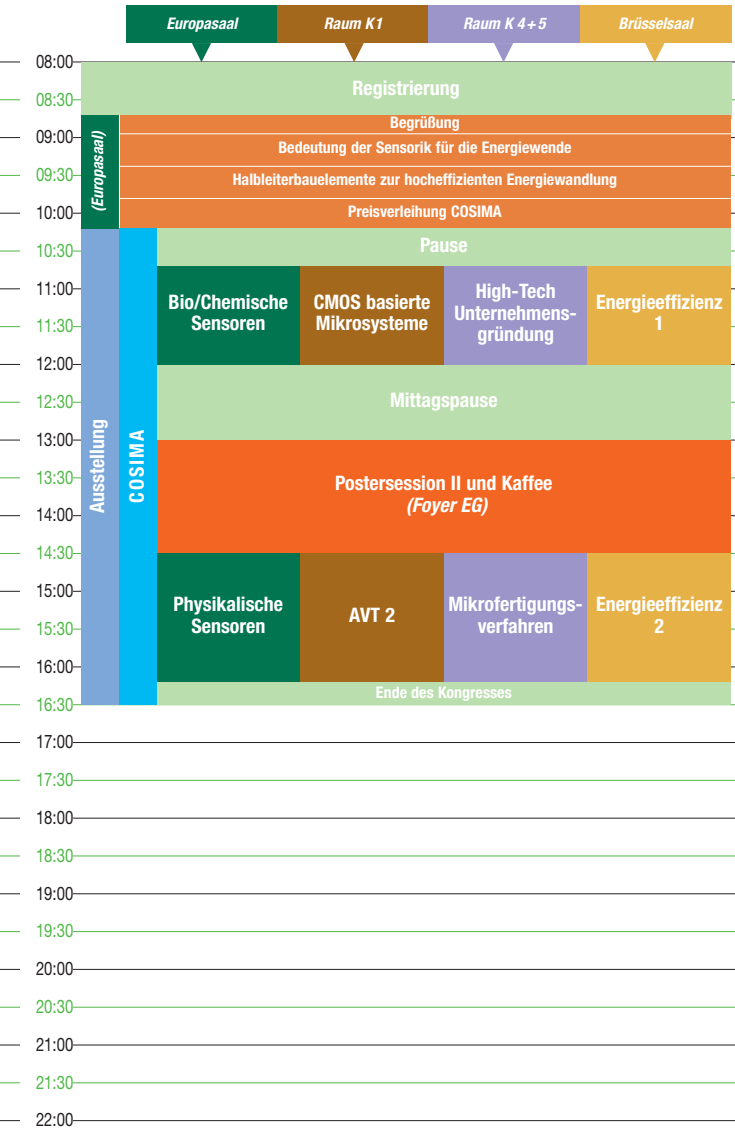 Europasaal
Raum K1
Raum K 4+5
Brüsselsaal
08:00
Registrierung
08:30
Begrüßung
09:00
(Europasaal)
Bedeutung der Sensorik für die Energiewende
09:30
Halbleiterbauelemente zur hocheffizienten Energiewandlung
10:00
Preisverleihung COSIMA
10:30
Pause
11:00
Bio/Chemische
Sensoren
CMOS basierte
Mikrosysteme
High-Tech
Unternehmens-
gründung
Energieeffizienz
1
11:30
12:00
12:30
Mittagspause
13:00
Ausstellung
COSIMA
13:30
Postersession II und Kaffee
(Foyer EG)
14:00
14:30
15:00
Physikalische
Sensoren
AVT 2
Mikrofertigungs-
verfahren
Energieeffizienz
2
15:30
16:00
Ende des Kongresses
16:30
17:00
17:30
18:00
18:30
19:00
19:30
20:00
20:30
21:00
21:30
22:00